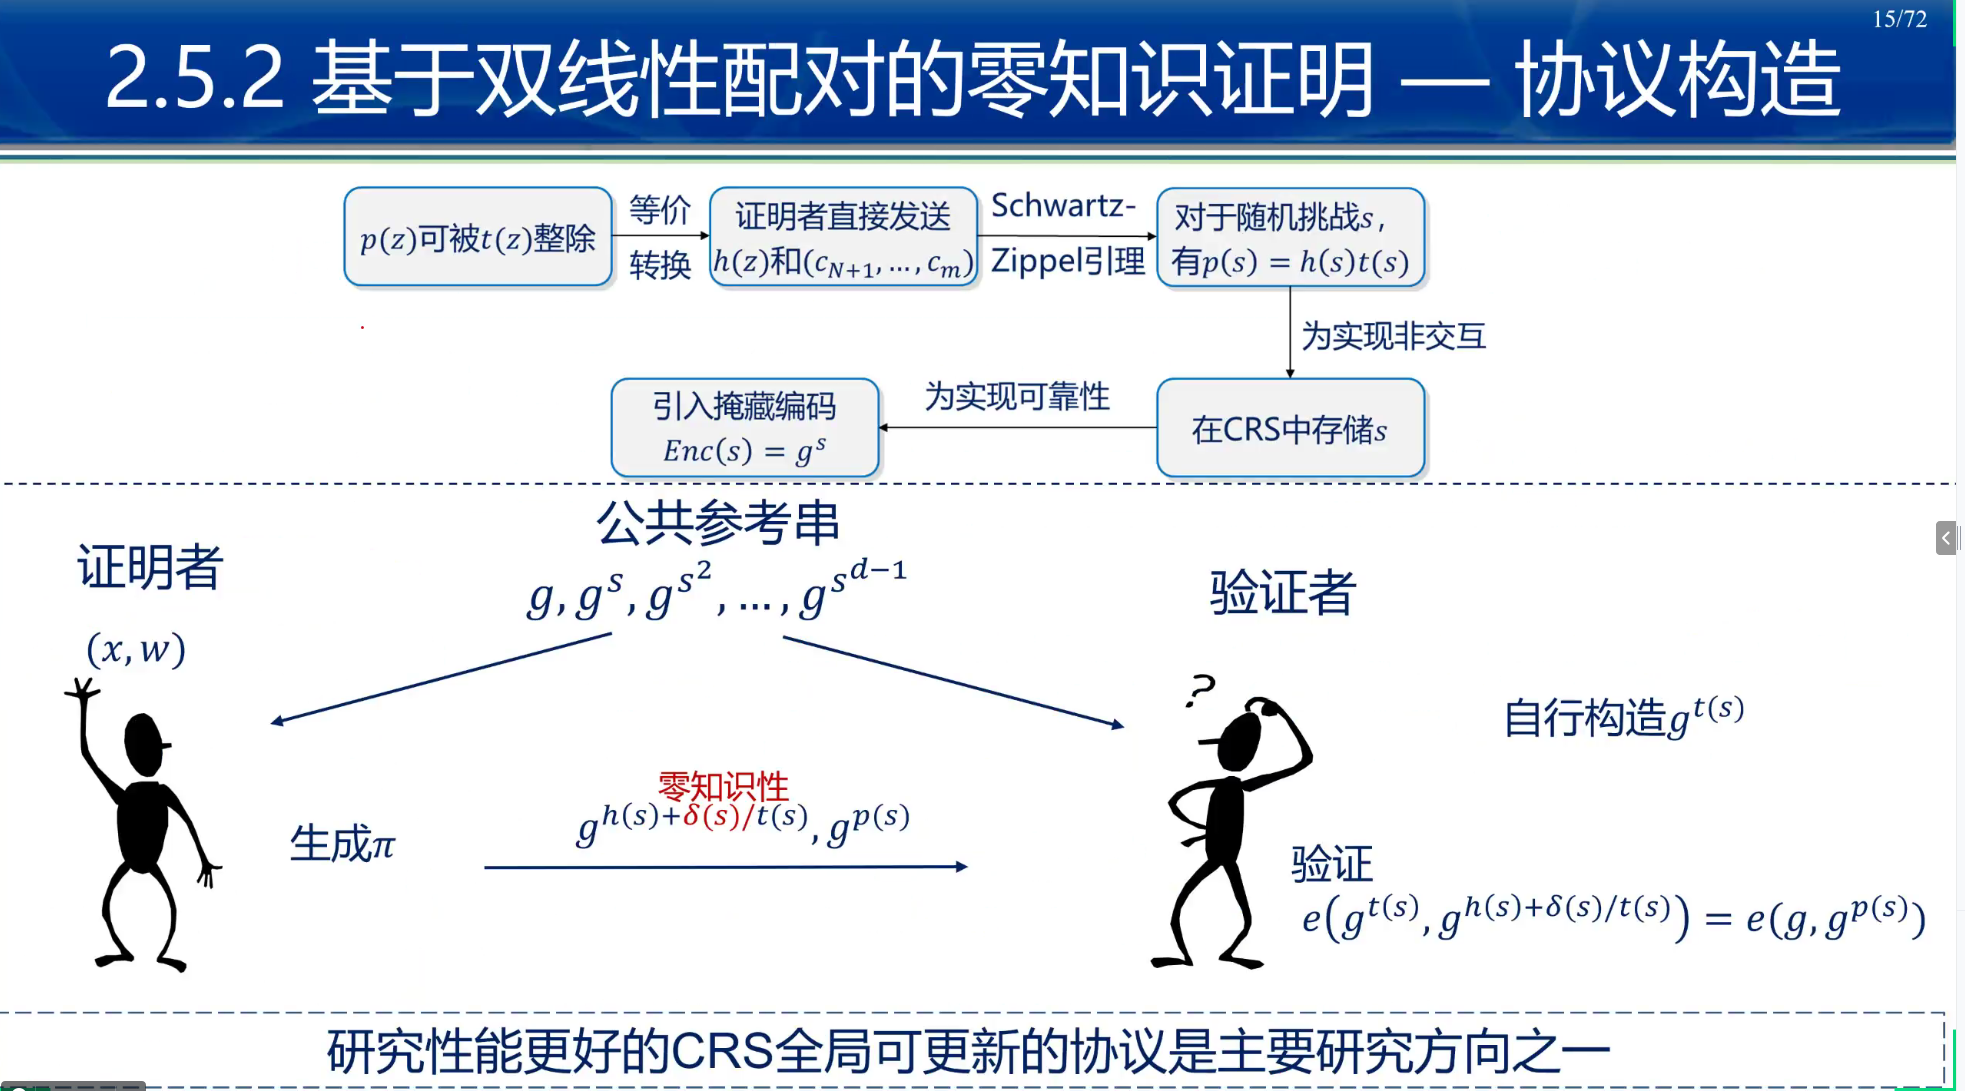 15/72
2.5.2 基于双线性配对的零知识证明 — 协议构造
p(z)可被t(z)整除
等价
转换
证明者直接发送
h(z)和(c_{N+1}, …, c_m)
Schwartz-
Zippel引理
对于随机挑战s，
有p(s) = h(s)t(s)
为实现非交互
在CRS中存储s
为实现可靠性
引入掩藏编码
Enc(s) = g^s
公共参考串
g, g^s, g^{s^2}, …, g^{s^{d−1}}
证明者
(x, w)
验证者
?
自行构造g^{t(s)}
零知识性
生成π
g^{h(s)+δ(s)/t(s)}, g^{p(s)}
验证
e(g^{t(s)}, g^{h(s)+δ(s)/t(s)}) = e(g, g^{p(s)})
研究性能更好的CRS全局可更新的协议是主要研究方向之一